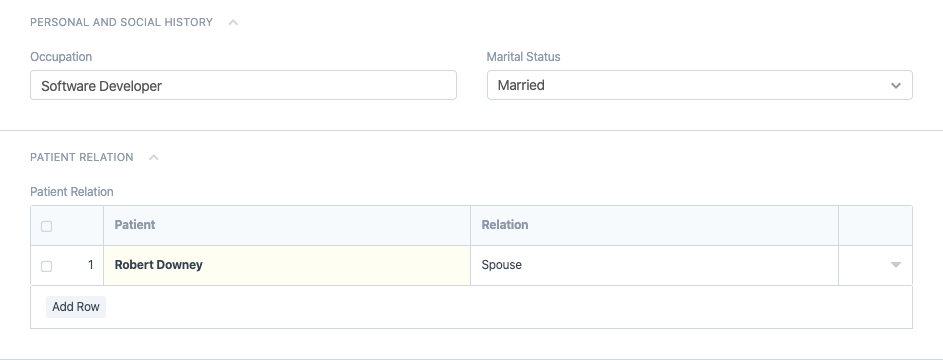 PERSONAL AND SOCIAL HISTORY
Occupation Marital Status
Software Developer Married
PATIENT RELATION
Patient Relation
Patient Relation
1 Robert Downey Spouse
Add Row